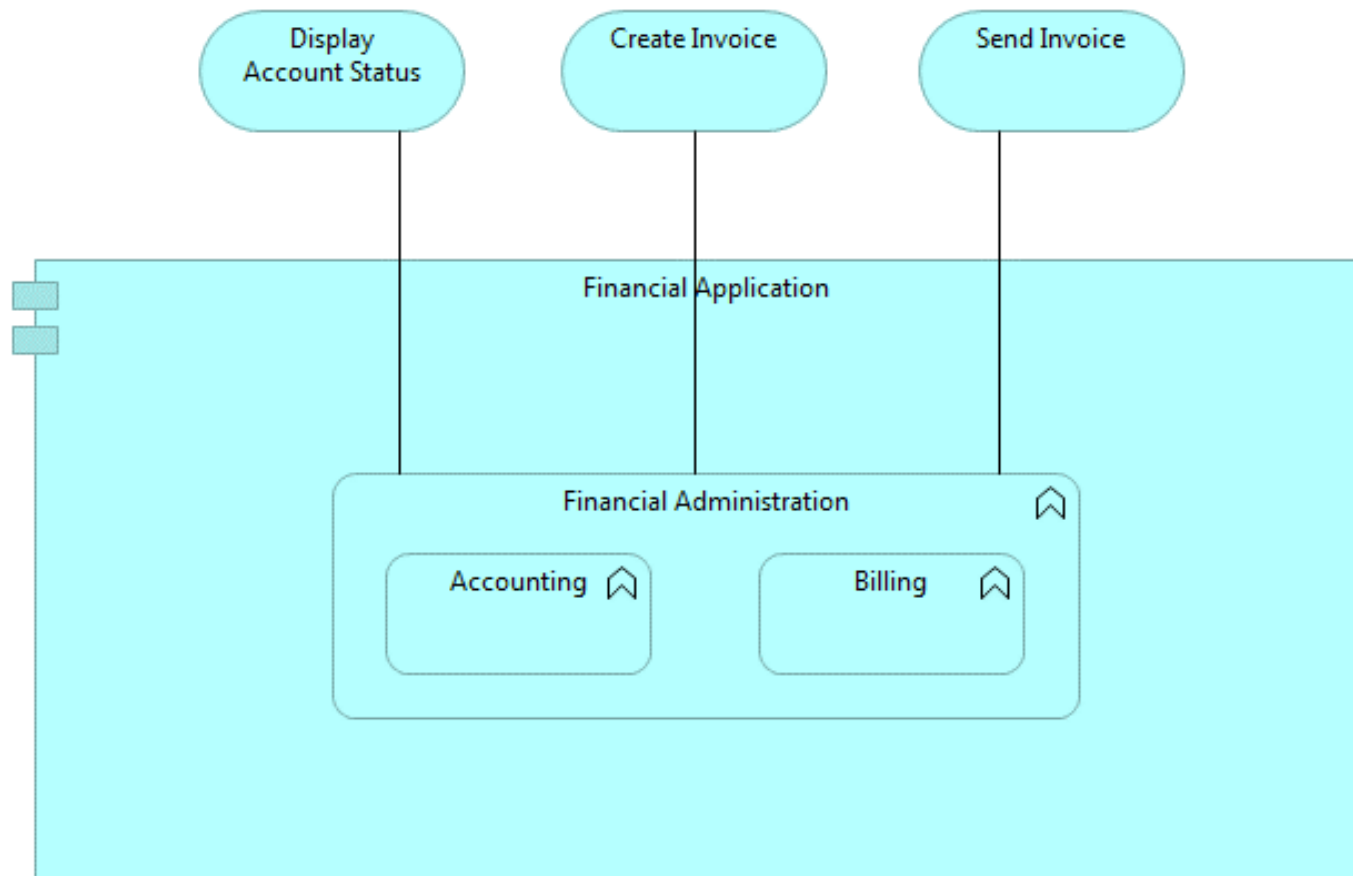 Display
Account Status
Create Invoice
Send Invoice
Financial Application
Financial Administration
Accounting
Billing